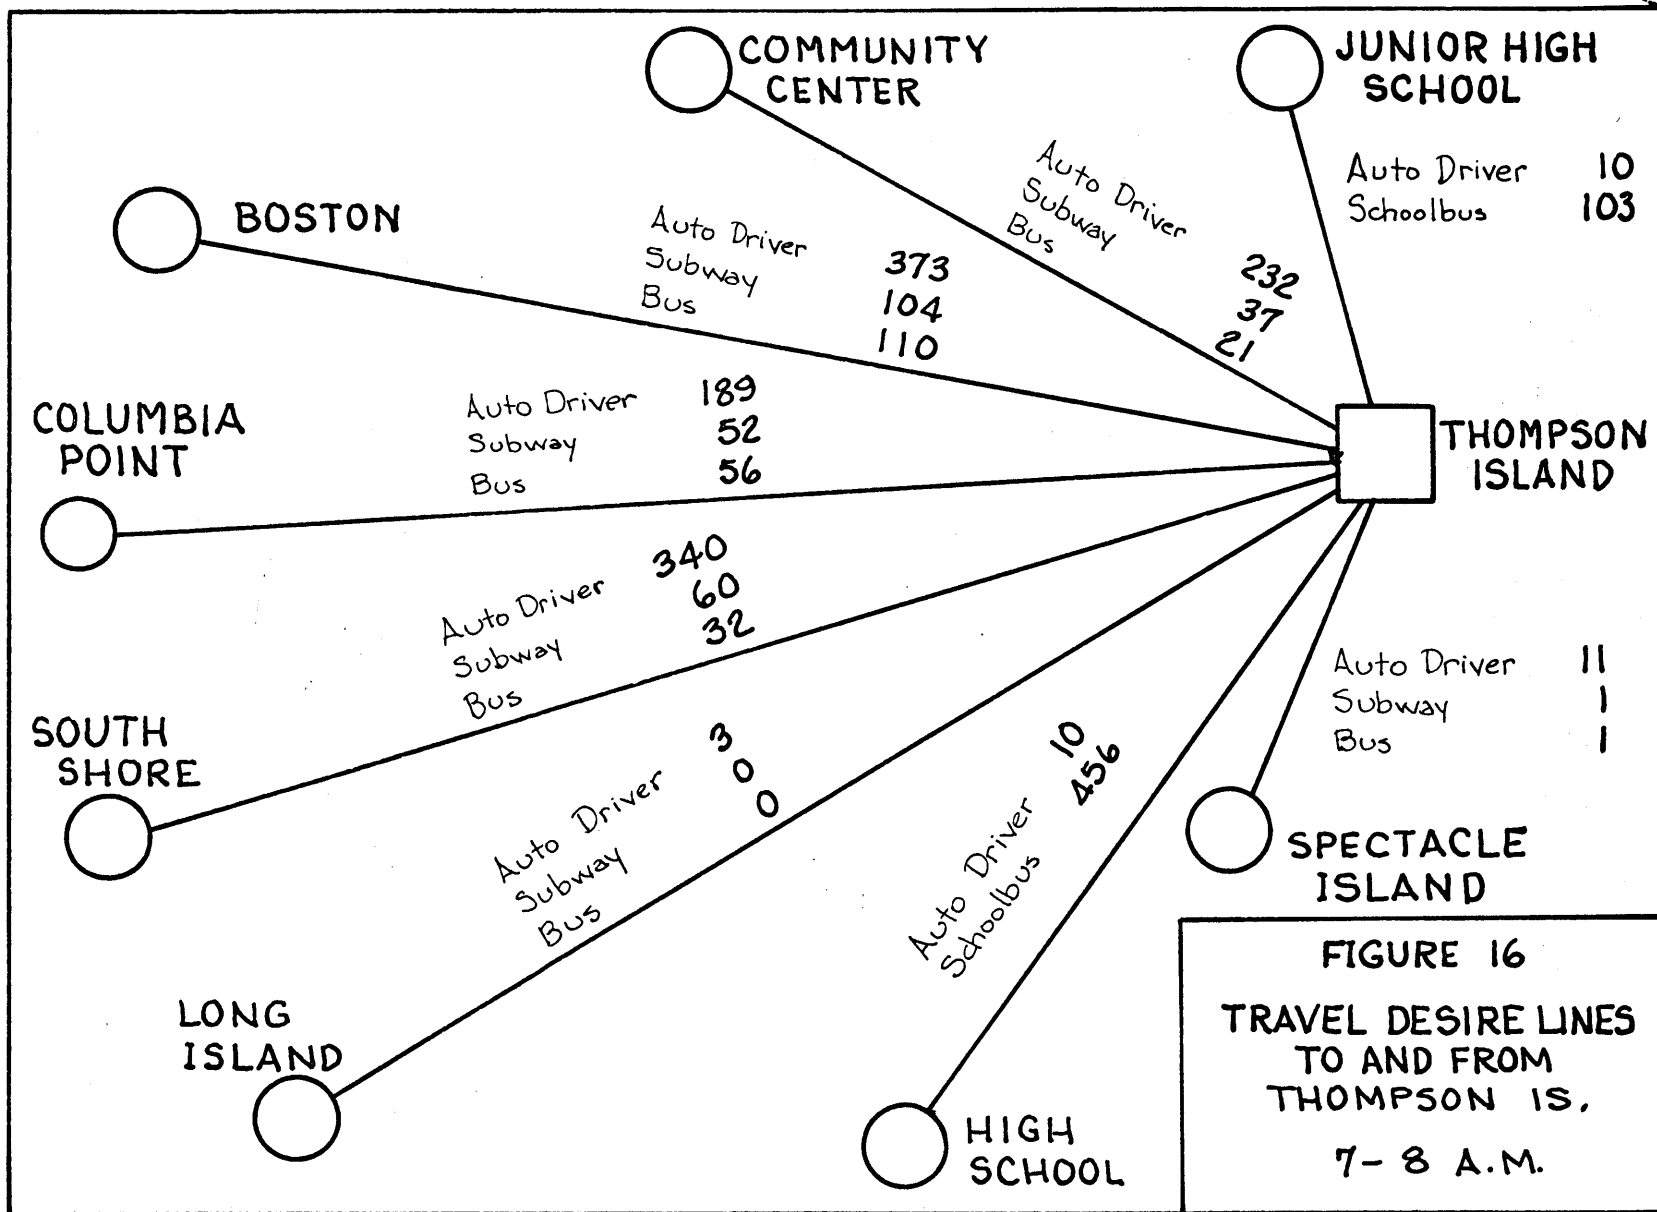 COMMUNITY
CENTER
JUNIOR HIGH
SCHOOL
Auto Driver 10
Schoolbus 103
Auto Driver 232
Subway 37
Bus 21
BOSTON
Auto Driver 373
Subway 104
Bus 110
COLUMBIA
POINT
Auto Driver 189
Subway 52
Bus 56
THOMPSON
ISLAND
Auto Driver 340
Subway 60
Bus 32
SOUTH
SHORE
Auto Driver 11
Subway 1
Bus 1
Auto Driver 3
Subway 0
Bus 0
Auto Driver 10
Schoolbus 456
SPECTACLE
ISLAND
LONG
ISLAND
HIGH
SCHOOL
FIGURE 16
TRAVEL DESIRE LINES
TO AND FROM
THOMPSON IS.
7-8 A.M.